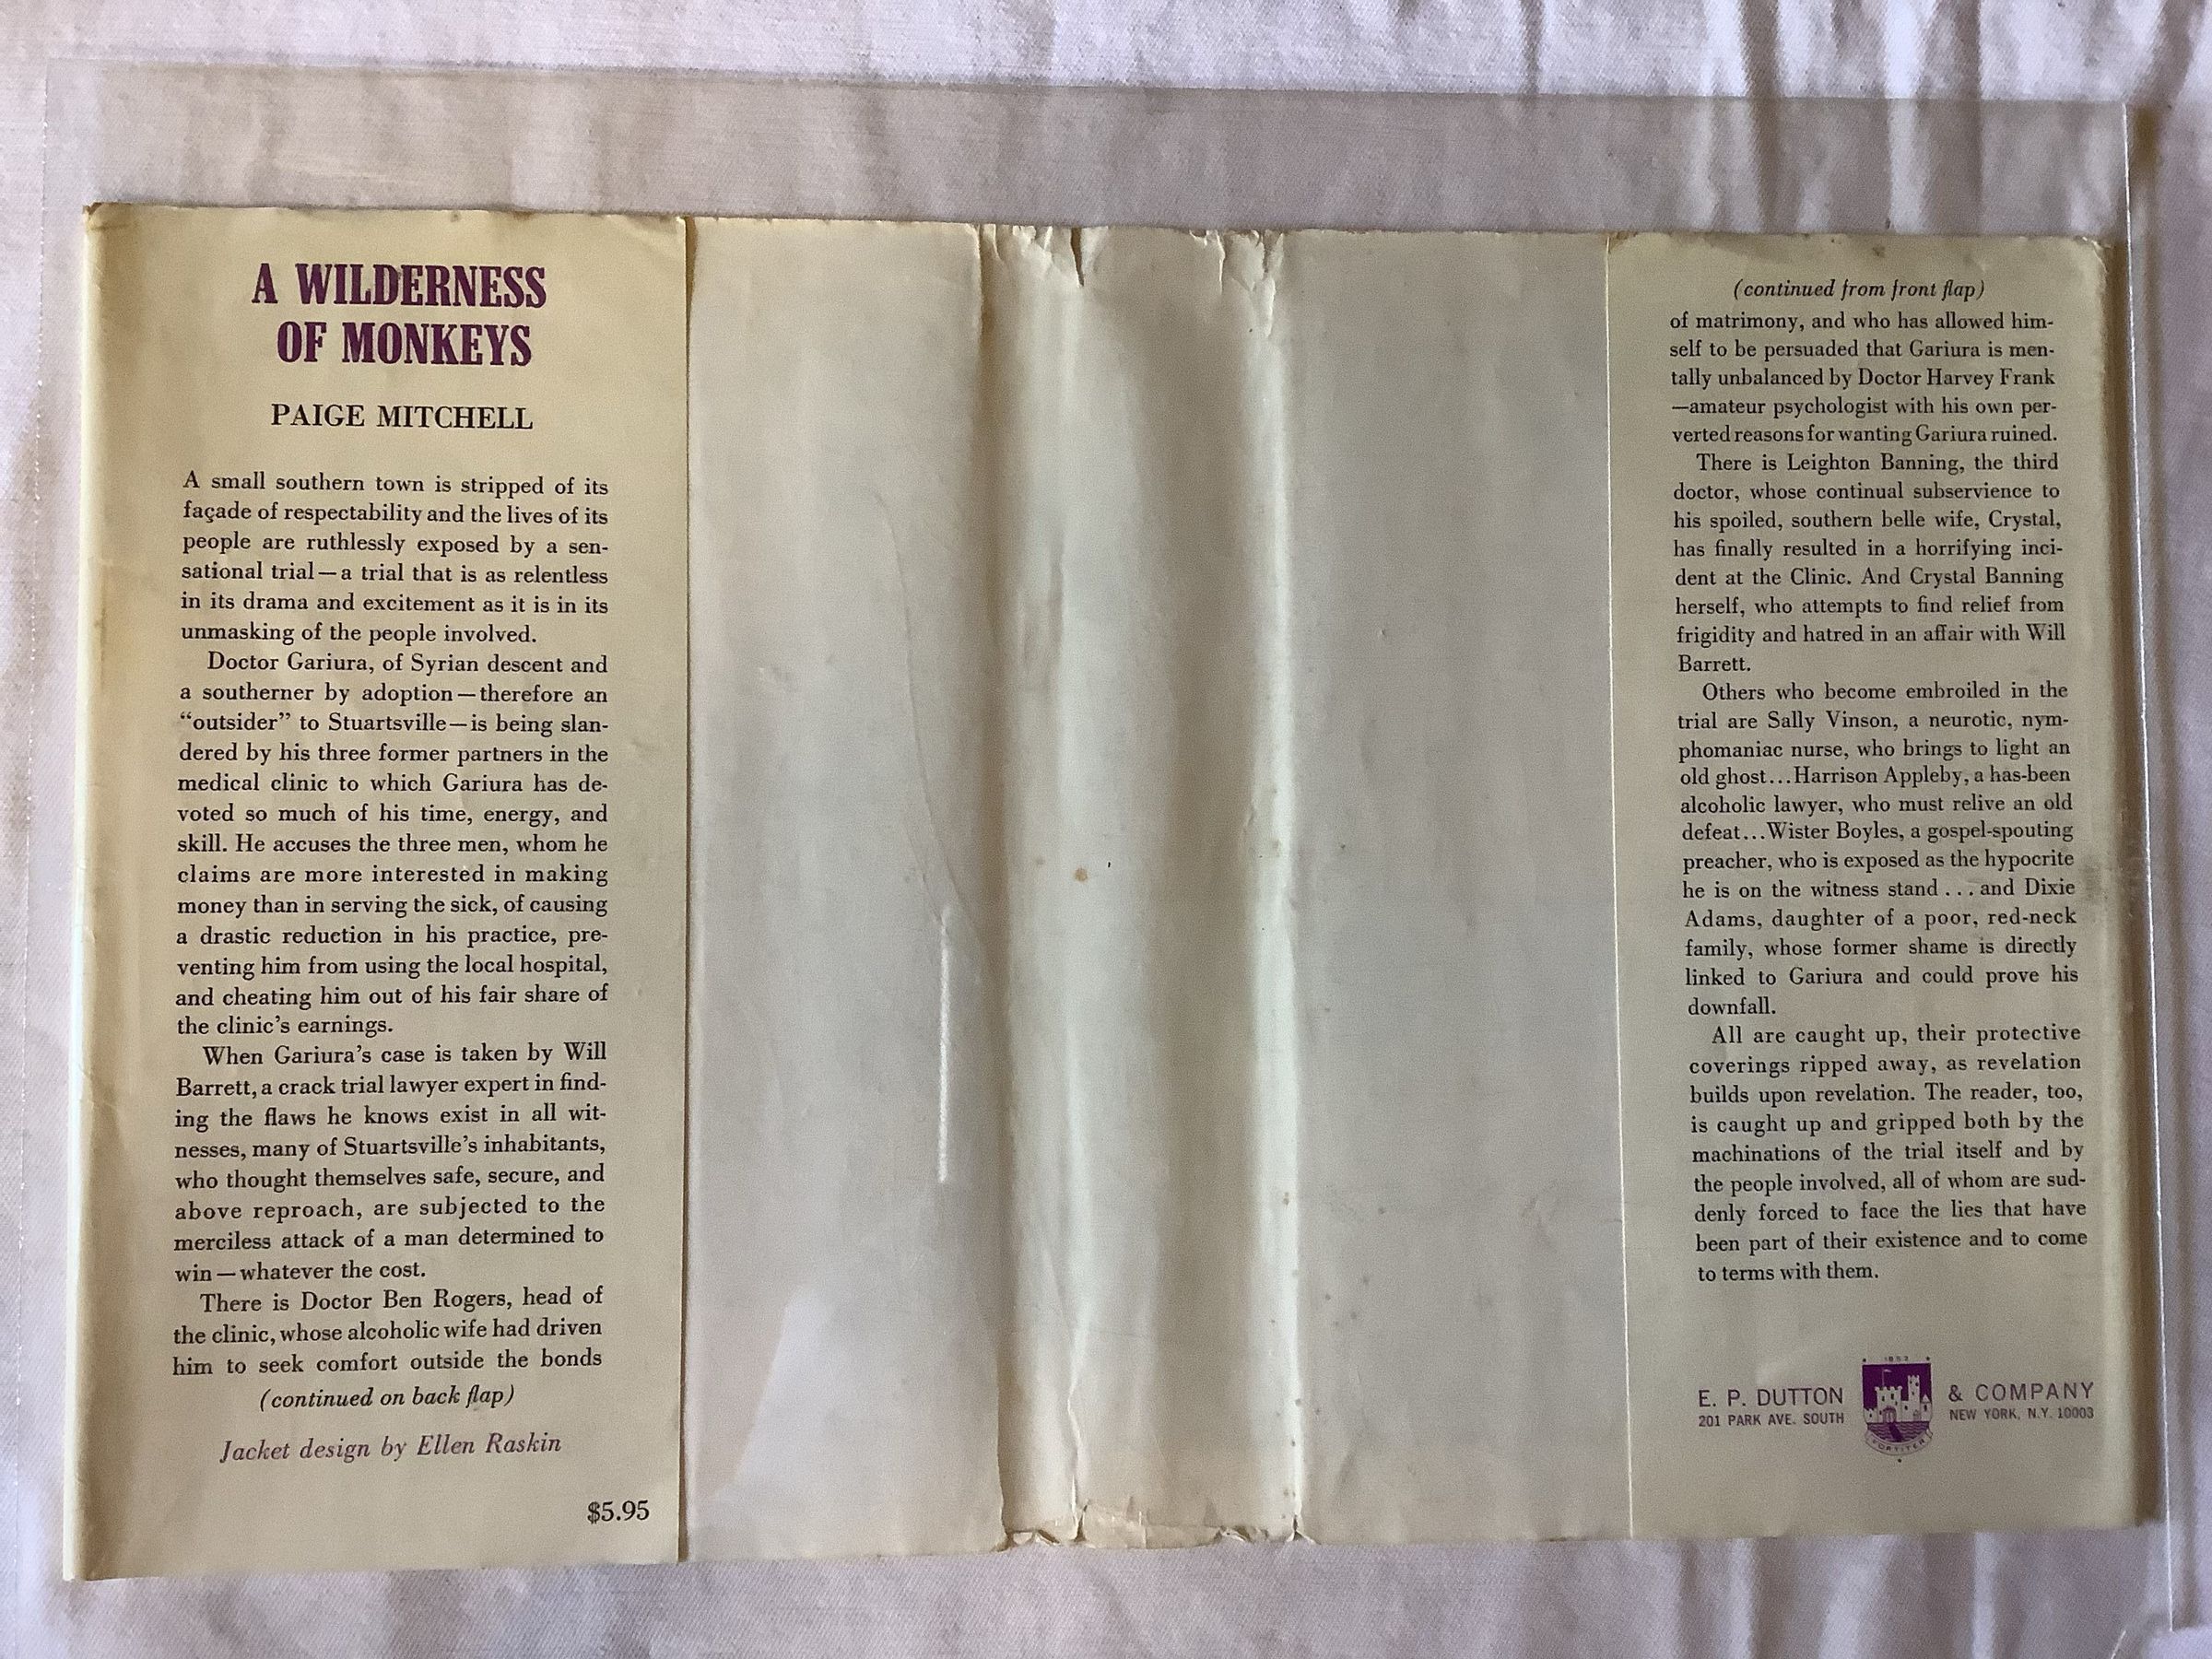 A WILDERNESS
OF MONKEYS
PAIGE MITCHELL
A small southern town is stripped of its
façade of respectability and the lives of its
people are ruthlessly exposed by a sen-
sational trial—a trial that is as relentless
in its drama and excitement as it is in its
unmasking of the people involved.
Doctor Gariura, of Syrian descent and
a southerner by adoption—therefore an
“outsider” to Stuartsville—is being slan-
dered by his three former partners in the
medical clinic to which Gariura has de-
voted so much of his time, energy, and
skill. He accuses the three men, whom he
claims are more interested in making
money than in serving the sick, of causing
a drastic reduction in his practice, pre-
venting him from using the local hospital,
and cheating him out of his fair share of
the clinic’s earnings.
When Gariura’s case is taken by Will
Barrett, a crack trial lawyer expert in find-
ing the flaws he knows exist in all wit-
nesses, many of Stuartsville’s inhabitants,
who thought themselves safe, secure, and
above reproach, are subjected to the
merciless attack of a man determined to
win—whatever the cost.
There is Doctor Ben Rogers, head of
the clinic, whose alcoholic wife had driven
him to seek comfort outside the bonds
(continued on back flap)
Jacket design by Ellen Raskin
$5.95
(continued from front flap)
of matrimony, and who has allowed him-
self to be persuaded that Gariura is men-
tally unbalanced by Doctor Harvey Frank
—amateur psychologist with his own per-
verted reasons for wanting Gariura ruined.
There is Leighton Banning, the third
doctor, whose continual subservience to
his spoiled, southern belle wife, Crystal,
has finally resulted in a horrifying inci-
dent at the Clinic. And Crystal Banning
herself, who attempts to find relief from
frigidity and hatred in an affair with Will
Barrett.
Others who become embroiled in the
trial are Sally Vinson, a neurotic, nym-
phomaniac nurse, who brings to light an
old ghost...Harrison Appleby, a has-been
alcoholic lawyer, who must relive an old
defeat...Wister Boyles, a gospel-spouting
preacher, who is exposed as the hypocrite
he is on the witness stand...and Dixie
Adams, daughter of a poor, red-neck
family, whose former shame is directly
linked to Gariura and could prove his
downfall.
All are caught up, their protective
coverings ripped away, as revelation
builds upon revelation. The reader, too,
is caught up and gripped both by the
machinations of the trial itself and by
the people involved, all of whom are sud-
denly forced to face the lies that have
been part of their existence and to come
to terms with them.
1852
E. P. DUTTON & COMPANY
201 PARK AVE. SOUTH NEW YORK, N.Y. 10003
FORTITER